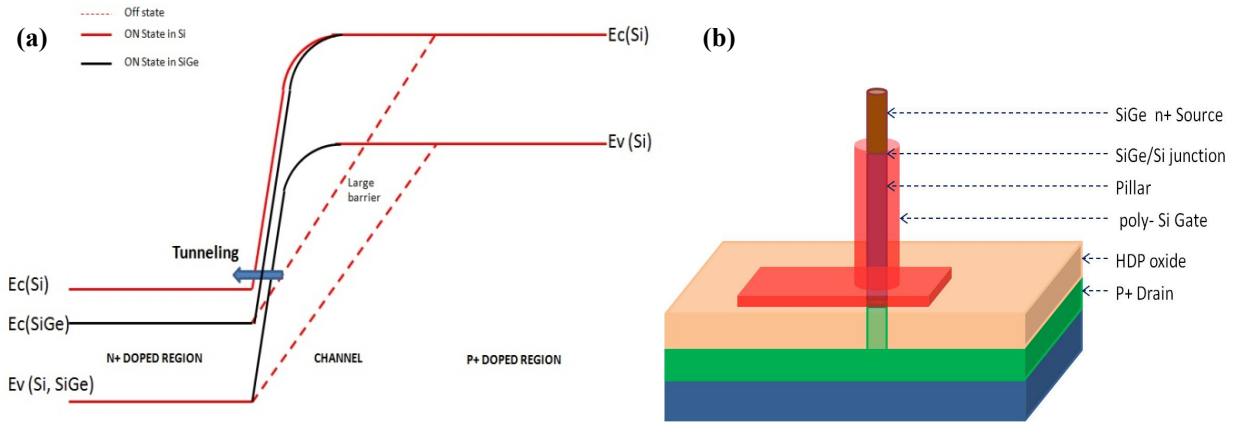 (a)
Off state
ON State in Si
ON State in SiGe
Ec(Si)
Ev (Si)
Large
barrier
Tunneling
Ec(Si)
Ec(SiGe)
N+ DOPED REGION
CHANNEL
P+ DOPED REGION
Ev (Si, SiGe)
(b)
SiGe n+ Source
SiGe/Si junction
Pillar
poly- Si Gate
HDP oxide
P+ Drain